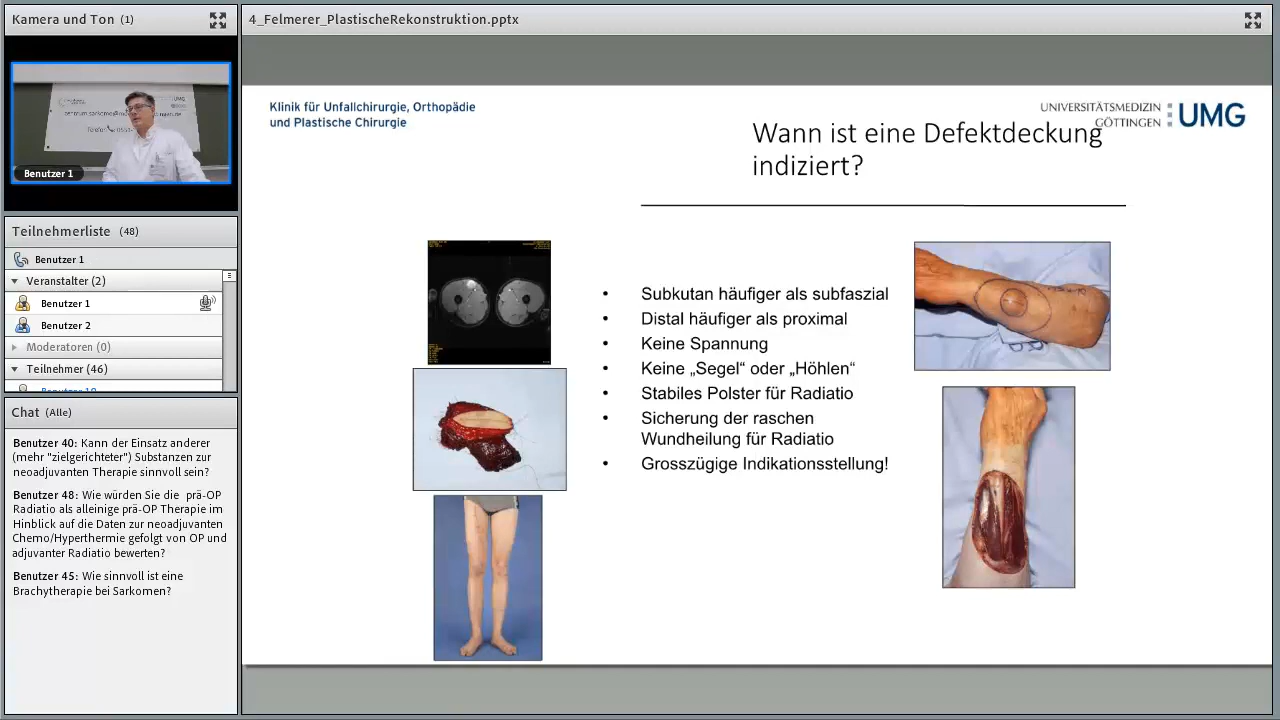 Kamera und Ton (1)
4_Felmerer_PlastischeRekonstruktion.pptx
UMG
Benutzer 1
Teilnehmerliste (48)
Benutzer 1
Veranstalter (2)
Benutzer 1
Benutzer 2
Moderatoren (0)
Teilnehmer (46)
Chat (Alle)
Benutzer 40: Kann der Einsatz anderer
(mehr "zielgerichteter") Substanzen zur
neoadjuvanten Therapie sinnvoll sein?
Benutzer 48: Wie würden Sie die prä-OP
Radiatio als alleinige prä-OP Therapie im
Hinblick auf die Daten zur neoadjuvanten
Chemo/Hyperthermie gefolgt von OP und
adjuvanter Radiatio bewerten?
Benutzer 45: Wie sinnvoll ist eine
Brachytherapie bei Sarkomen?
Klinik für Unfallchirurgie, Orthopädie
und Plastische Chirurgie
UNIVERSITÄTSMEDIZIN
GÖTTINGEN
UMG
Wann ist eine Defektdeckung
indiziert?
• Subkutan häufiger als subfaszial
• Distal häufiger als proximal
• Keine Spannung
• Keine „Segel“ oder „Höhlen“
• Stabiles Polster für Radiatio
• Sicherung der raschen
Wundheilung für Radiatio
• Grosszügige Indikationsstellung!